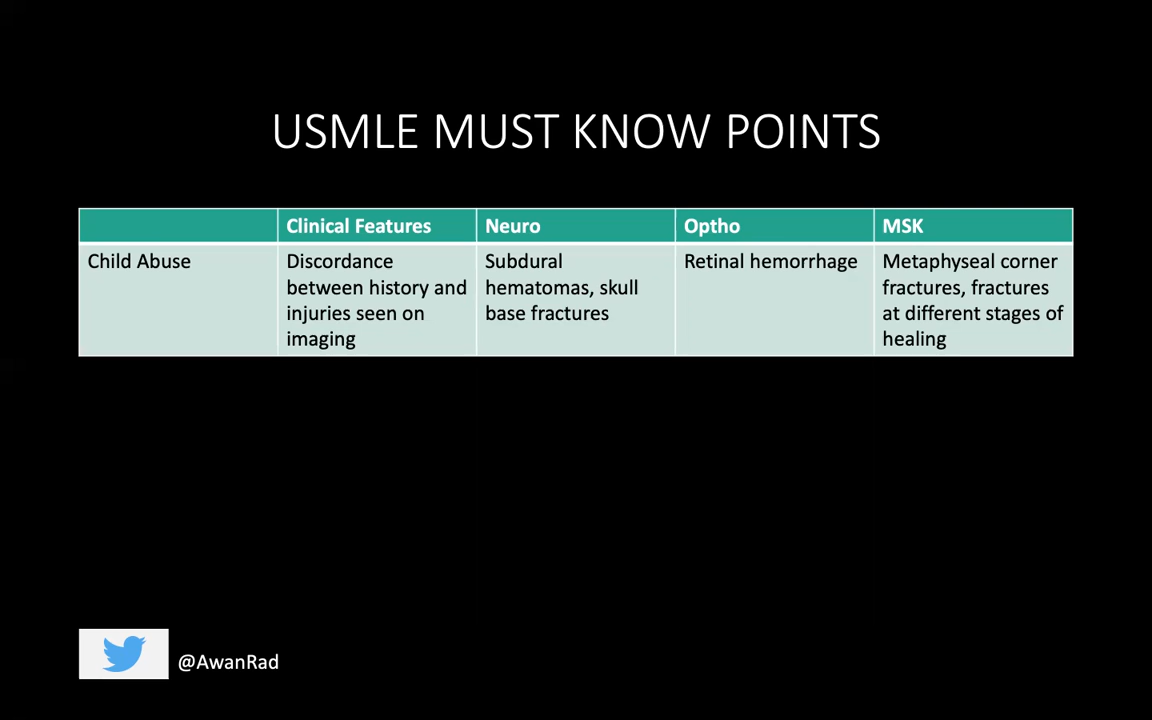 USMLE MUST KNOW POINTS
Clinical Features
Neuro
Optho
MSK
Child Abuse
Discordance
between history and
injuries seen on
imaging
Subdural
hematomas, skull
base fractures
Retinal hemorrhage
Metaphyseal corner
fractures, fractures
at different stages of
healing
@AwanRad